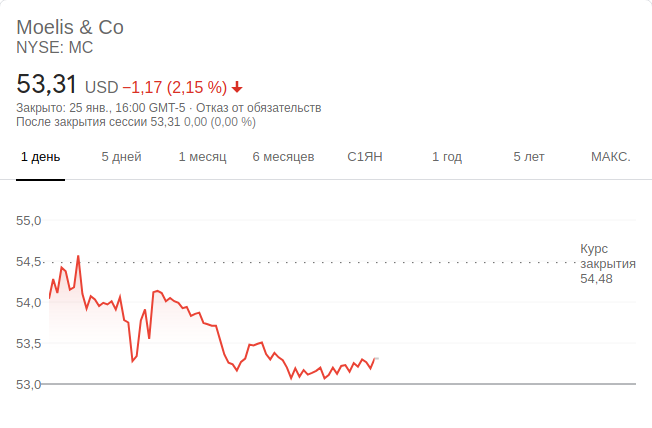 Moelis & Co
NYSE: MC
53,31 USD −1,17 (2,15 %)
Закрыто: 25 янв., 16:00 GMT-5 · Отказ от обязательств
После закрытия сессии 53,31 0,00 (0,00 %)
1 день 5 дней 1 месяц 6 месяцев С1ЯН 1 год 5 лет МАКС.
55,0
54,5
54,0
53,5
53,0
Курс
закрытия
54,48